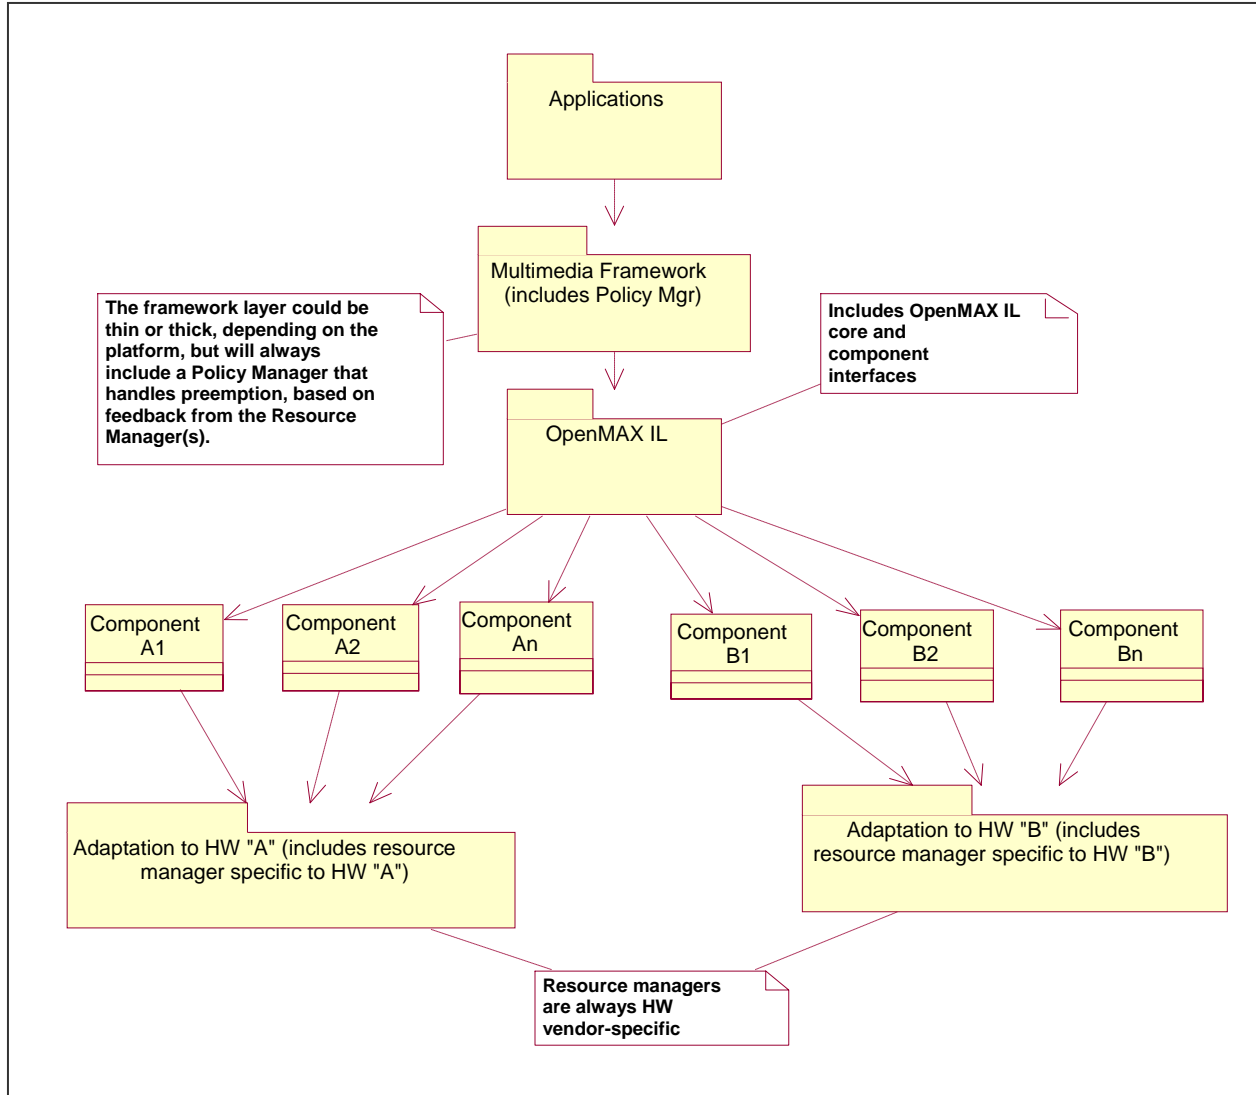 Applications
Multimedia Framework
(includes Policy Mgr)
The framework layer could be
thin or thick, depending on the
platform, but will always
include a Policy Manager that
handles preemption, based on
feedback from the Resource
Manager(s).
Includes OpenMAX IL
core and
component
interfaces
OpenMAX IL
Component
A1
Component
A2
Component
An
Component
B1
Component
B2
Component
Bn
Adaptation to HW "A" (includes resource
manager specific to HW "A")
Adaptation to HW "B" (includes
resource manager specific to HW "B")
Resource managers
are always HW
vendor-specific